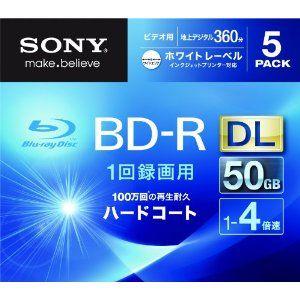 SONY
make.believe
ビデオ用 地上デジタル360分
ホワイトレーベル
インクジェットプリンター対応
5
PACK
Blu-ray Disc
BD-R DL
1回録画用
50GB
100万回の再生耐久
ハードコート
1-4倍速